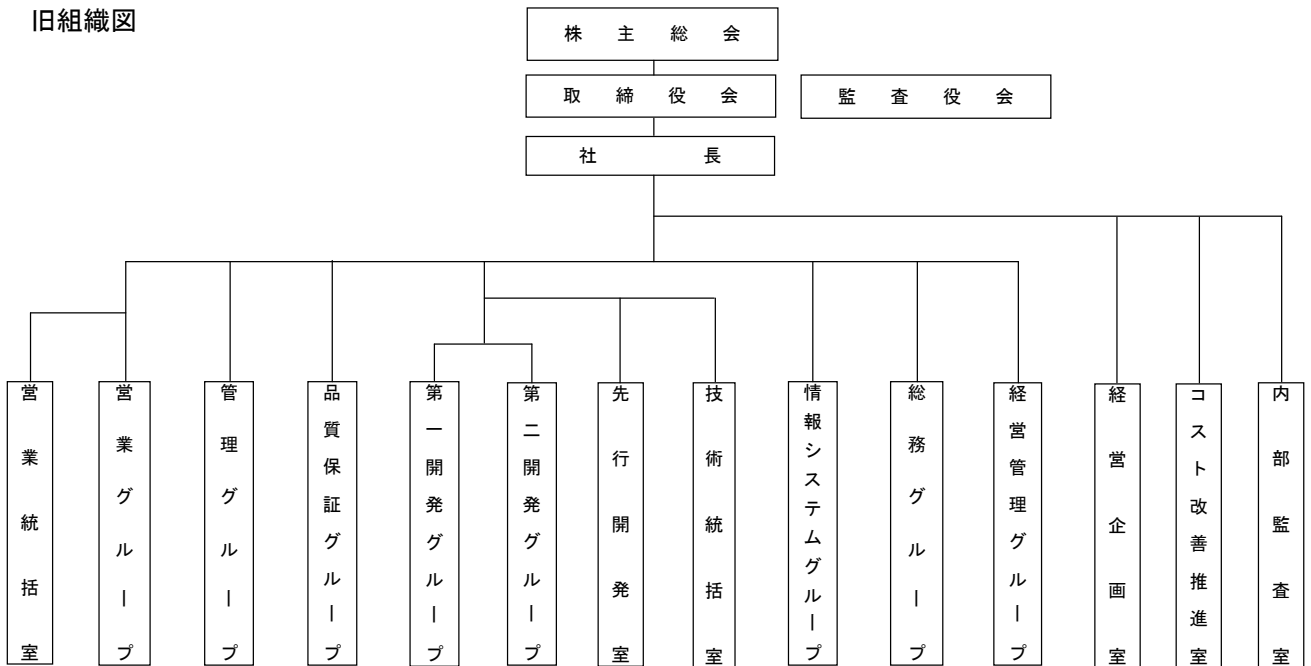 旧組織図
株主総会
取締役会
監査役会
社長
営業統括室
営業グループ
管理グループ
品質保証グループ
第一開発グループ
第二開発グループ
先行開発室
技術統括室
情報システムグループ
総務グループ
経営管理グループ
経営企画室
コスト改善推進室
内部監査室